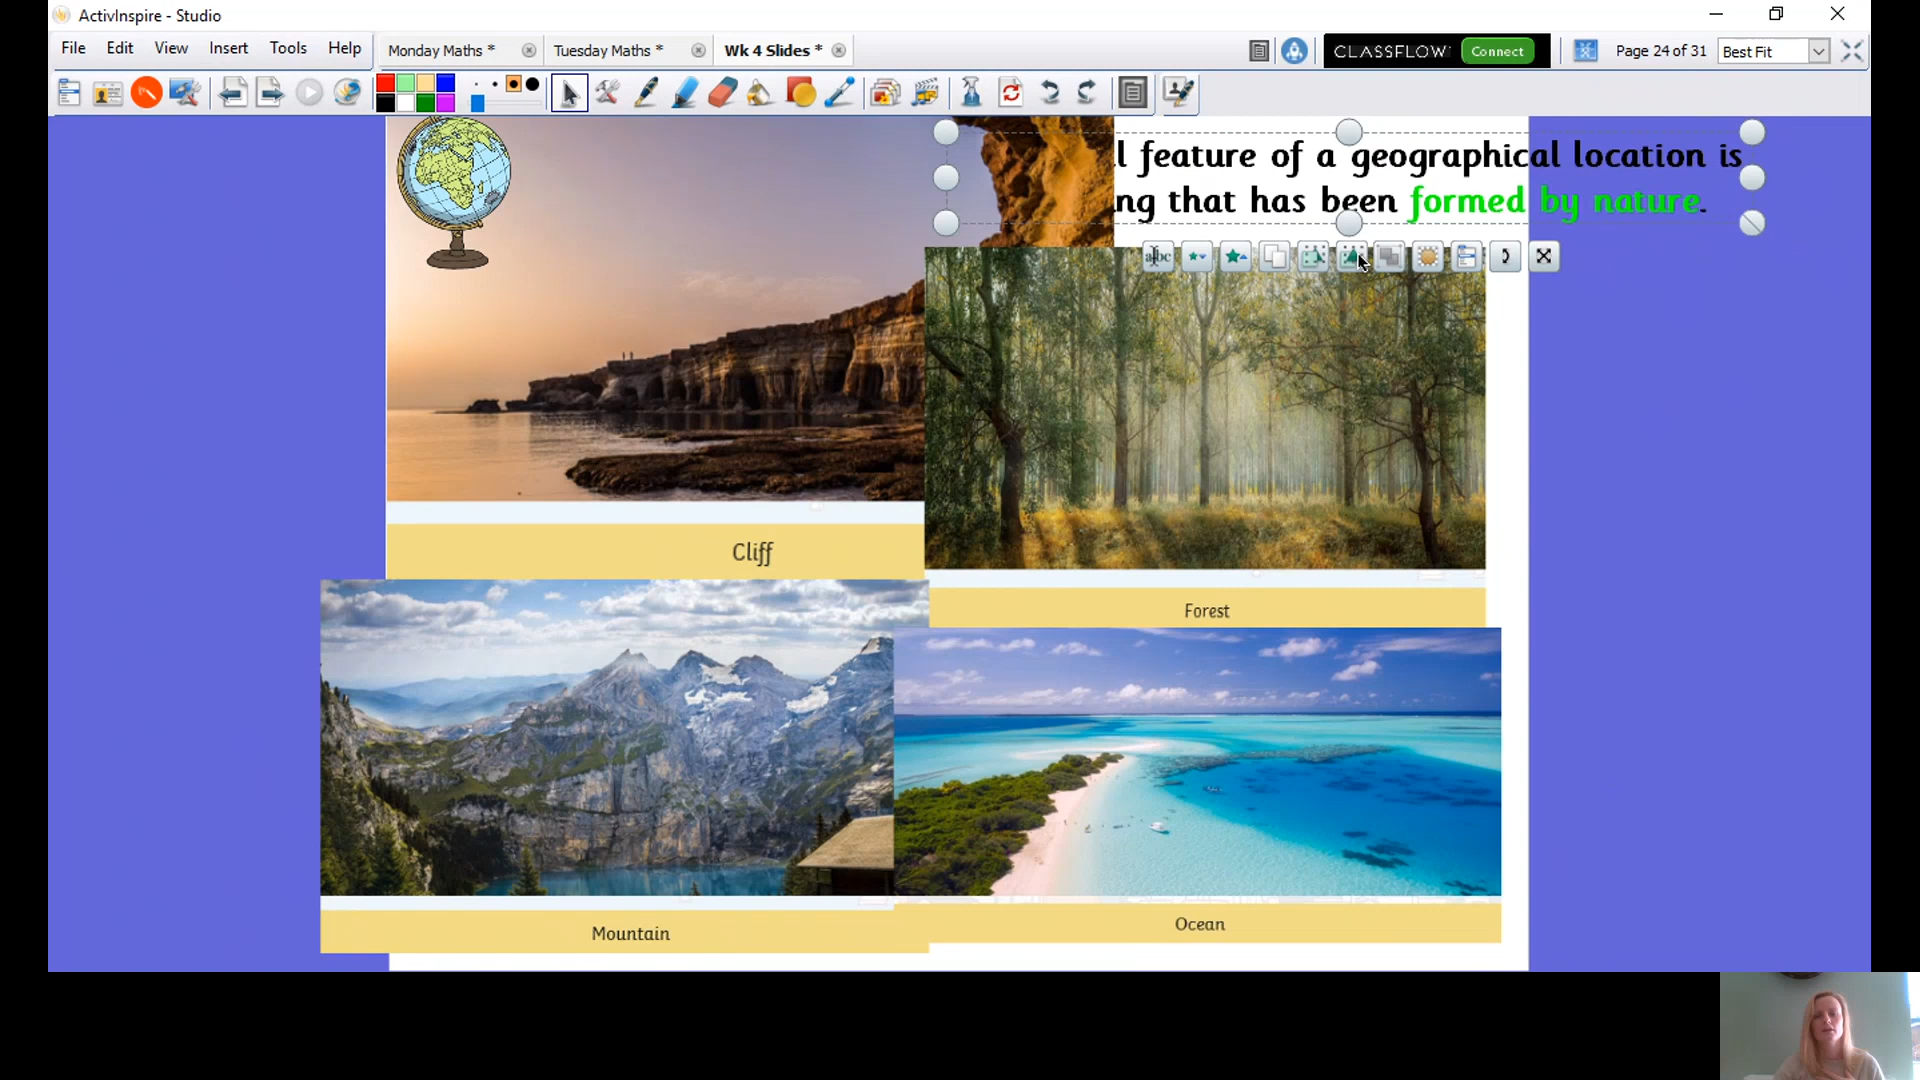 ActivInspire - Studio
File Edit View Insert Tools Help
Monday Maths *
Tuesday Maths *
Wk 4 Slides *
CLASSFLOW
Connect
Page 24 of 31
Best Fit
l feature of a geographical location is
ng that has been formed by nature.
abc
Cliff
Forest
Mountain
Ocean